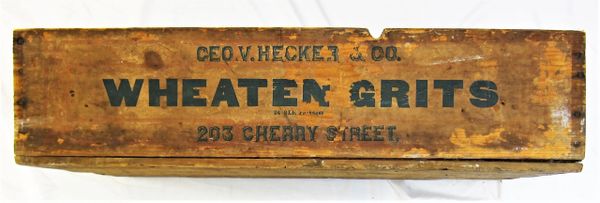 GEO. V. HECKER & CO.
WHEATEN GRITS
203 CHERRY STREET,